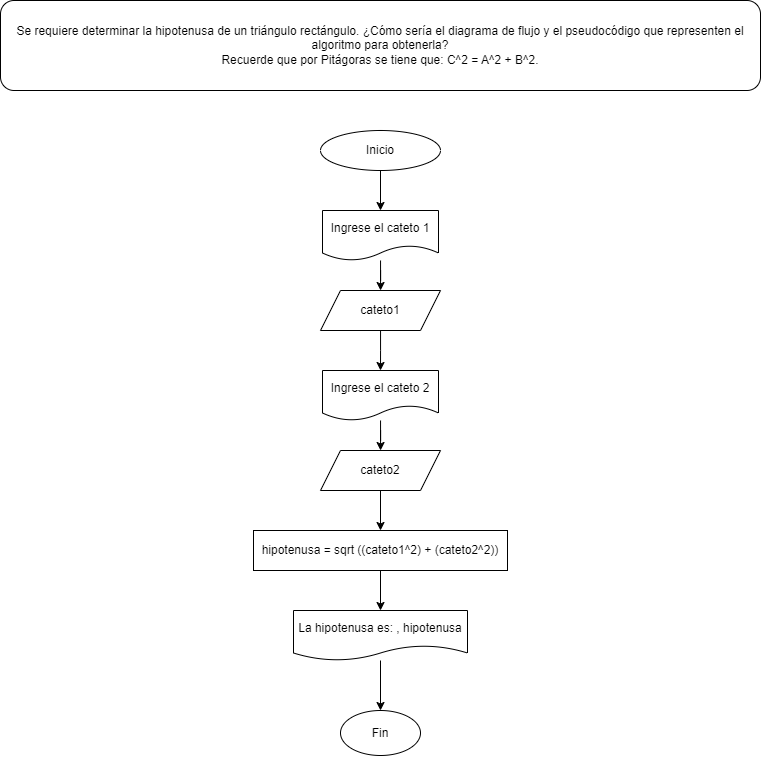 Se requiere determinar la hipotenusa de un triángulo rectángulo. ¿Cómo sería el diagrama de flujo y el pseudocódigo que representen el
algoritmo para obtenerla?
Recuerde que por Pitágoras se tiene que: C^2 = A^2 + B^2.
Inicio
Ingrese el cateto 1
cateto1
Ingrese el cateto 2
cateto2
hipotenusa = sqrt ((cateto1^2) + (cateto2^2))
La hipotenusa es: , hipotenusa
Fin